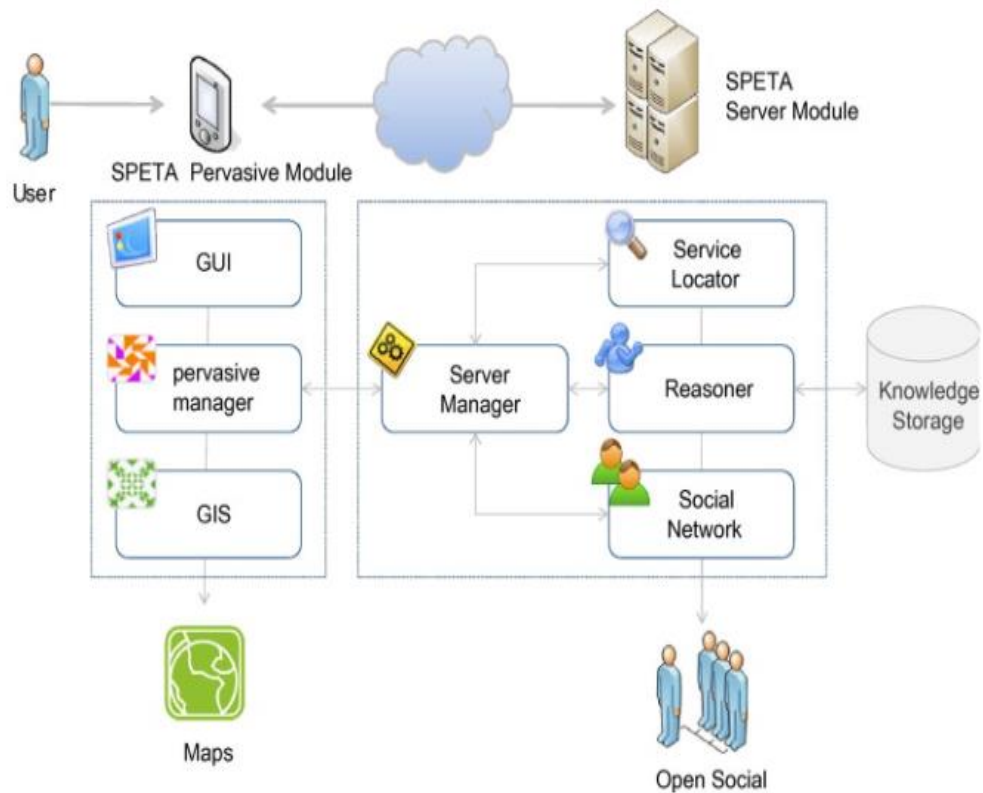 SPETA
Server Module
User
SPETA Pervasive Module
GUI
Service
Locator
pervasive
manager
Server
Manager
Reasoner
Knowledge
Storage
GIS
Social
Network
Maps
Open Social